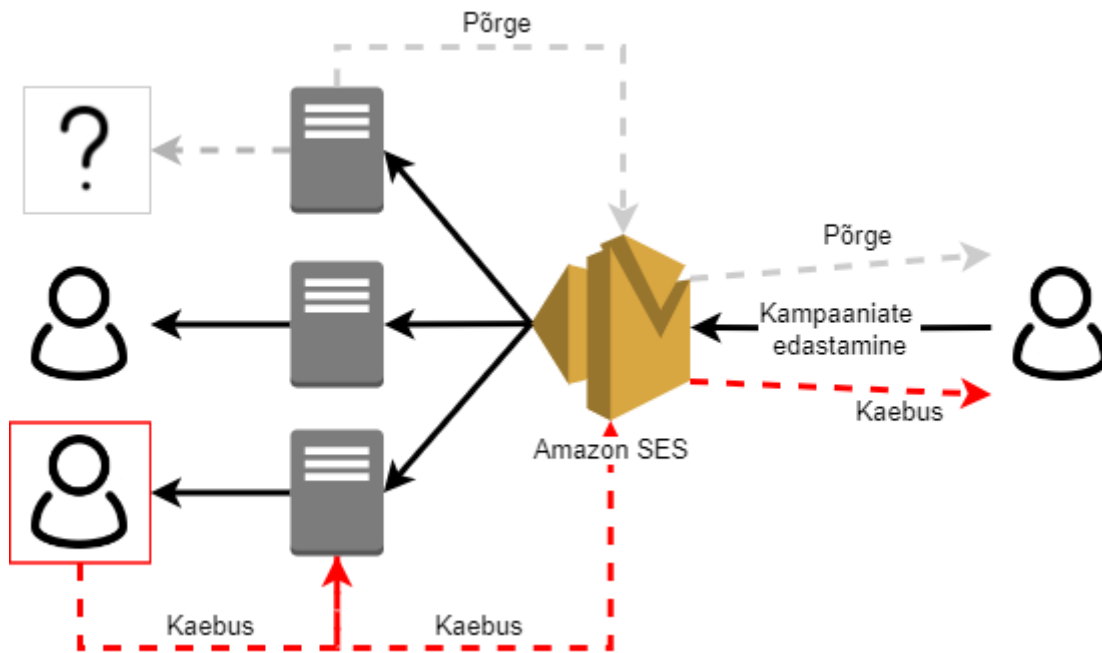 Põrge
?
Põrge
Kampaaniate
edastamine
Kaebus
Amazon SES
Kaebus
Kaebus